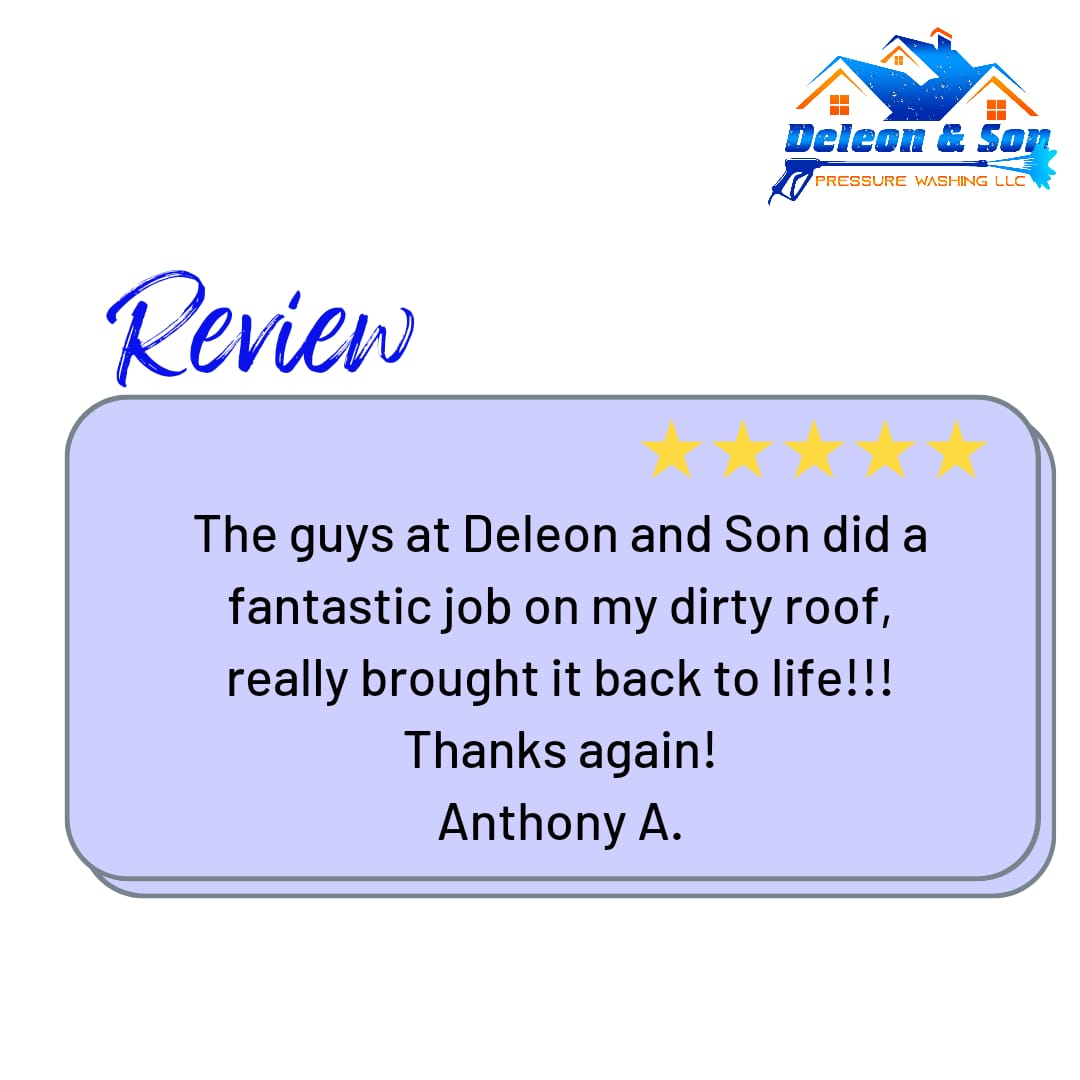 Deleon & Son
PRESSURE WASHING LLC
Review
The guys at Deleon and Son did a
fantastic job on my dirty roof,
really brought it back to life!!!
Thanks again!
Anthony A.